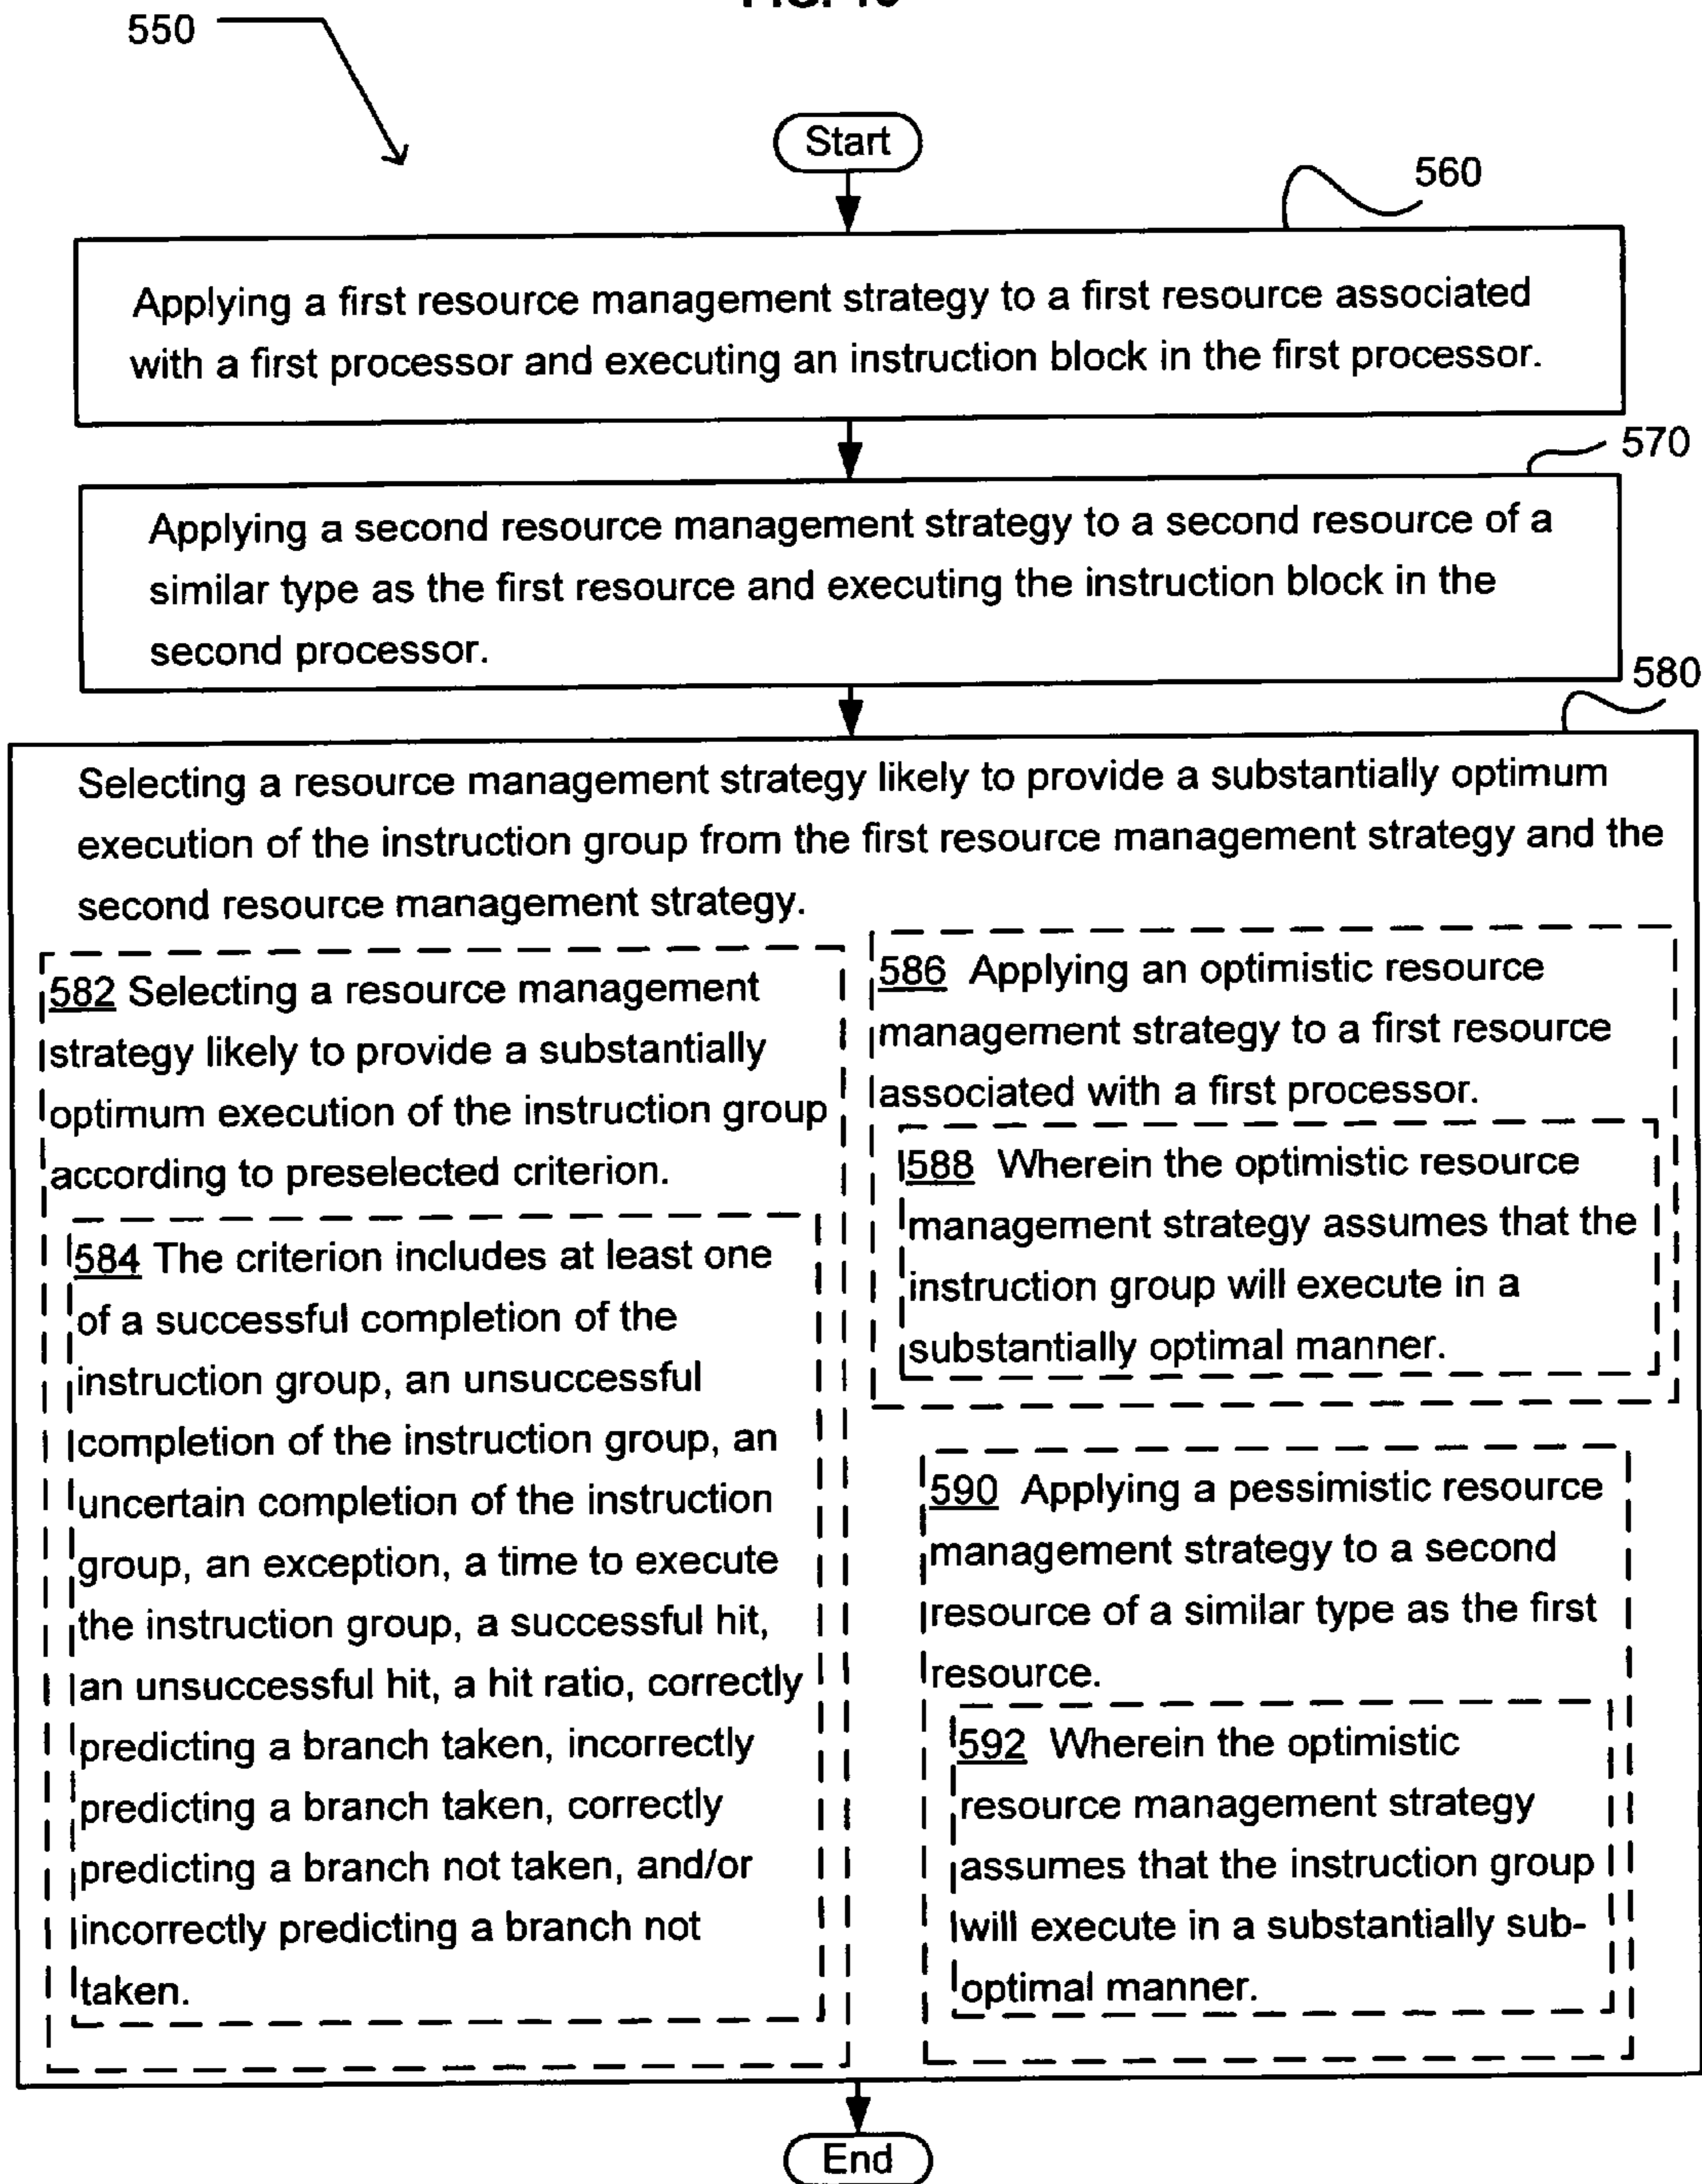 550
Start
560
Applying a first resource management strategy to a first resource associated
with a first processor and executing an instruction block in the first processor.
570
Applying a second resource management strategy to a second resource of a
similar type as the first resource and executing the instruction block in the
second processor.
580
Selecting a resource management strategy likely to provide a substantially optimum
execution of the instruction group from the first resource management strategy and the
second resource management strategy.
582 Selecting a resource management
strategy likely to provide a substantially
optimum execution of the instruction group
according to preselected criterion.
584 The criterion includes at least one
of a successful completion of the
instruction group, an unsuccessful
completion of the instruction group, an
uncertain completion of the instruction
group, an exception, a time to execute
the instruction group, a successful hit,
an unsuccessful hit, a hit ratio, correctly
predicting a branch taken, incorrectly
predicting a branch taken, correctly
predicting a branch not taken, and/or
incorrectly predicting a branch not
taken.
586 Applying an optimistic resource
management strategy to a first resource
associated with a first processor.
588 Wherein the optimistic resource
management strategy assumes that the
instruction group will execute in a
substantially optimal manner.
590 Applying a pessimistic resource
management strategy to a second
resource of a similar type as the first
resource.
592 Wherein the optimistic
resource management strategy
assumes that the instruction group
will execute in a substantially sub-
optimal manner.
End